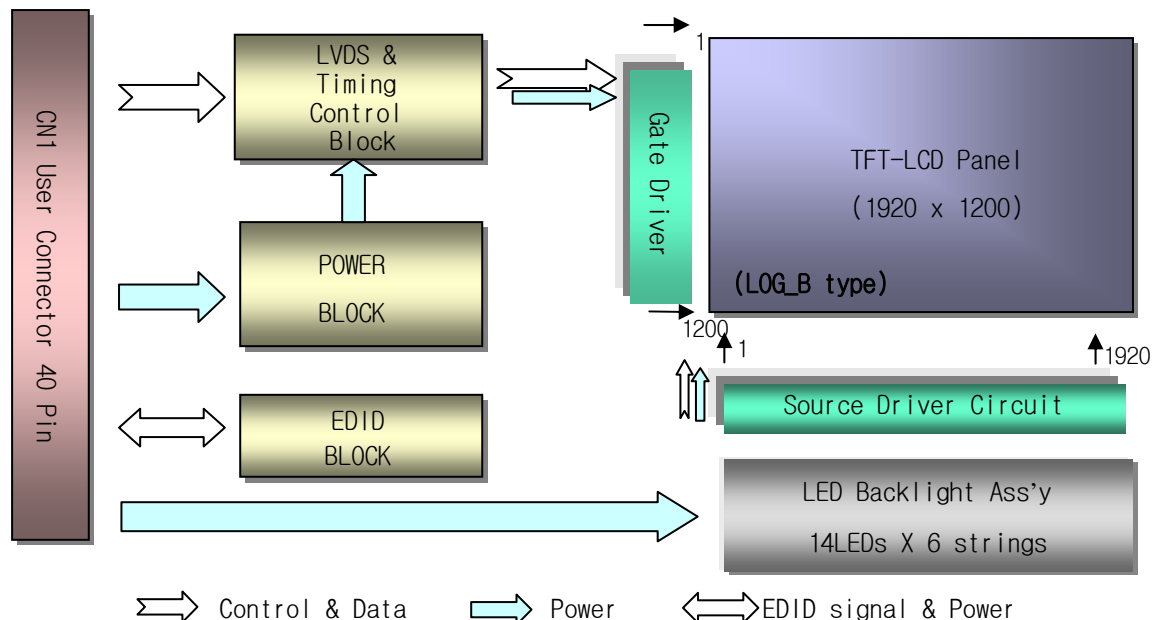 CN1 User Connector 40 Pin
LVDS &
Timing
Control
Block
POWER
BLOCK
EDID
BLOCK
Gate Driver
1
1200
TFT-LCD Panel
(1920 x 1200)
(LOG_B type)
1
1920
Source Driver Circuit
LED Backlight Ass’y
14LEDs X 6 strings
Control & Data
Power
EDID signal & Power